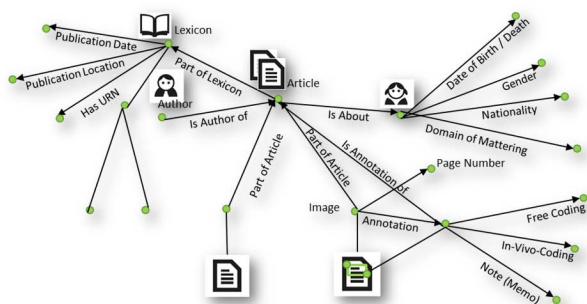 Lexicon
Publication Date
Publication Location
Has URN
Part of Lexicon
Article
Author
Is Author of
Is About
Date of Birth / Death
Gender
Nationality
Domain of Mattering
Part of Article
Part of Article
Is Annotation of
Page Number
Image
Annotation
Free Coding
In-Vivo-Coding
Note (Memo)